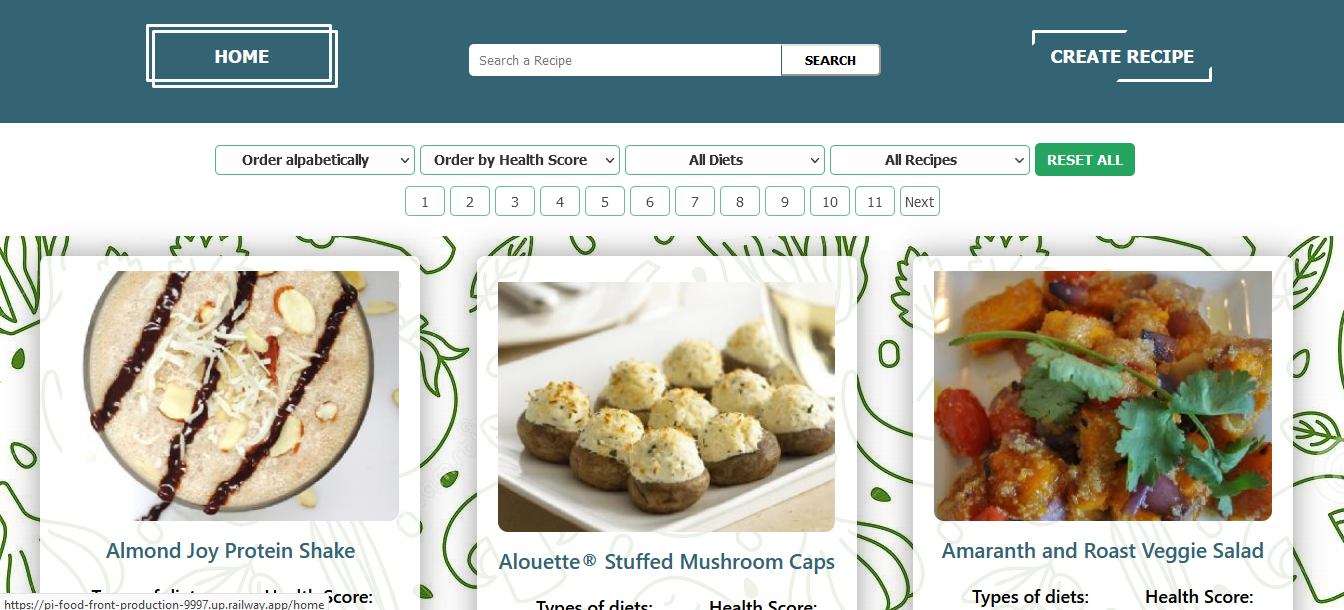 HOME
Search a Recipe
SEARCH
CREATE RECIPE
Order alpabetically
Order by Health Score
All Diets
All Recipes
RESET ALL
1 2 3 4 5 6 7 8 9 10 11 Next
Almond Joy Protein Shake
Alouette® Stuffed Mushroom Caps
Amaranth and Roast Veggie Salad
Types of diets:
Health Score:
Types of diets:
Health Score:
Types of diets:
Health Score:
https://pi-food-front-production-9997.up.railway.app/home